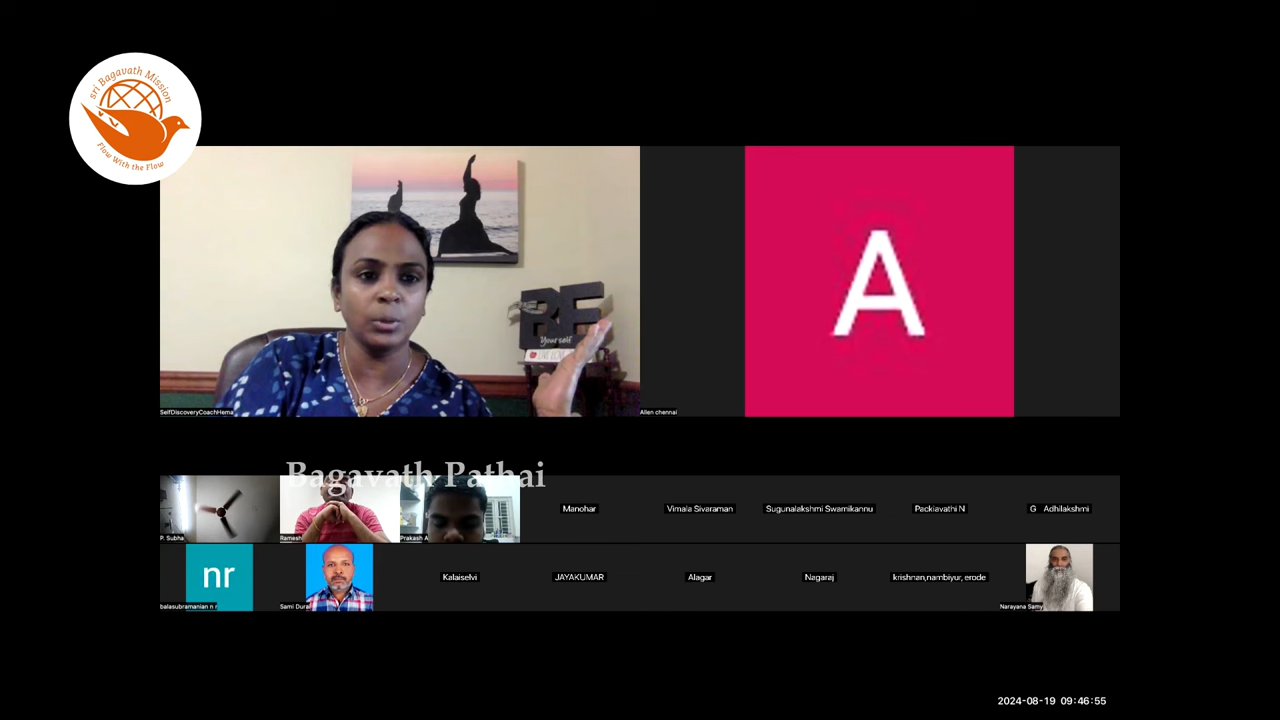 sri Bagavath Mission
Flow With the Flow
BE
Yourself
SelfDiscoveryCoachHema
A
Allen chennai
Bagavath Pathai
P. Subha
Ramesh
Prakash A
Manohar
Vimala Sivaraman
Sugunalakshmi Swamikannu
Packiavathi N
G Adhilakshmi
nr
balasubramanian n r
Sami Durai
Kalaiselvi
JAYAKUMAR
Alagar
Nagaraj
krishnan,nambiyur, erode
Narayana Samy
2024-08-19 09:46:55